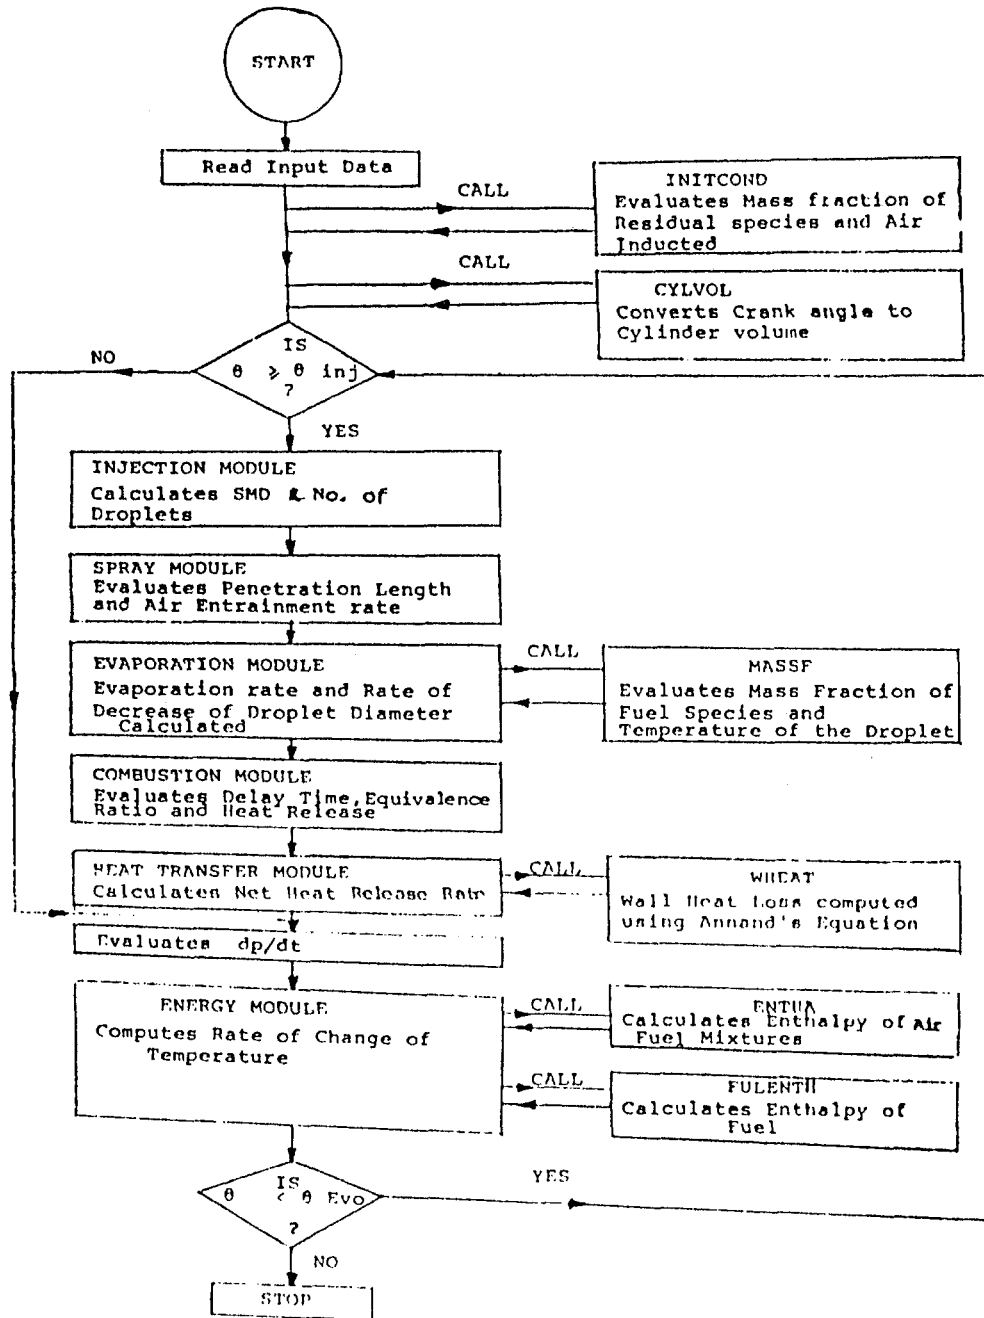 START
Read Input Data
CALL
INITCOND
Evaluates Mass fraction of
Residual species and Air
Inducted
CALL
CYLVOL
Converts Crank angle to
Cylinder volume
IS
θ ⩾ θ inj
?
NO
YES
INJECTION MODULE
Calculates SMD & No. of
Droplets
SPRAY MODULE
Evaluates Penetration Length
and Air Entrainment rate
EVAPORATION MODULE
Evaporation rate and Rate of
Decrease of Droplet Diameter
Calculated
CALL
MASSF
Evaluates Mass Fraction of
Fuel Species and
Temperature of the Droplet
COMBUSTION MODULE
Evaluates Delay Time, Equivalence
Ratio and Heat Release
HEAT TRANSFER MODULE
Calculates Net Heat Release Rate
CALL
WHEAT
Wall Heat Loss computed
using Annand's Equation
Evaluates dp/dt
ENERGY MODULE
Computes Rate of Change of
Temperature
CALL
ENTHA
Calculates Enthalpy of Air
Fuel Mixtures
CALL
FULENTH
Calculates Enthalpy of
Fuel
IS
θ < θ Evo
?
YES
NO
STOP